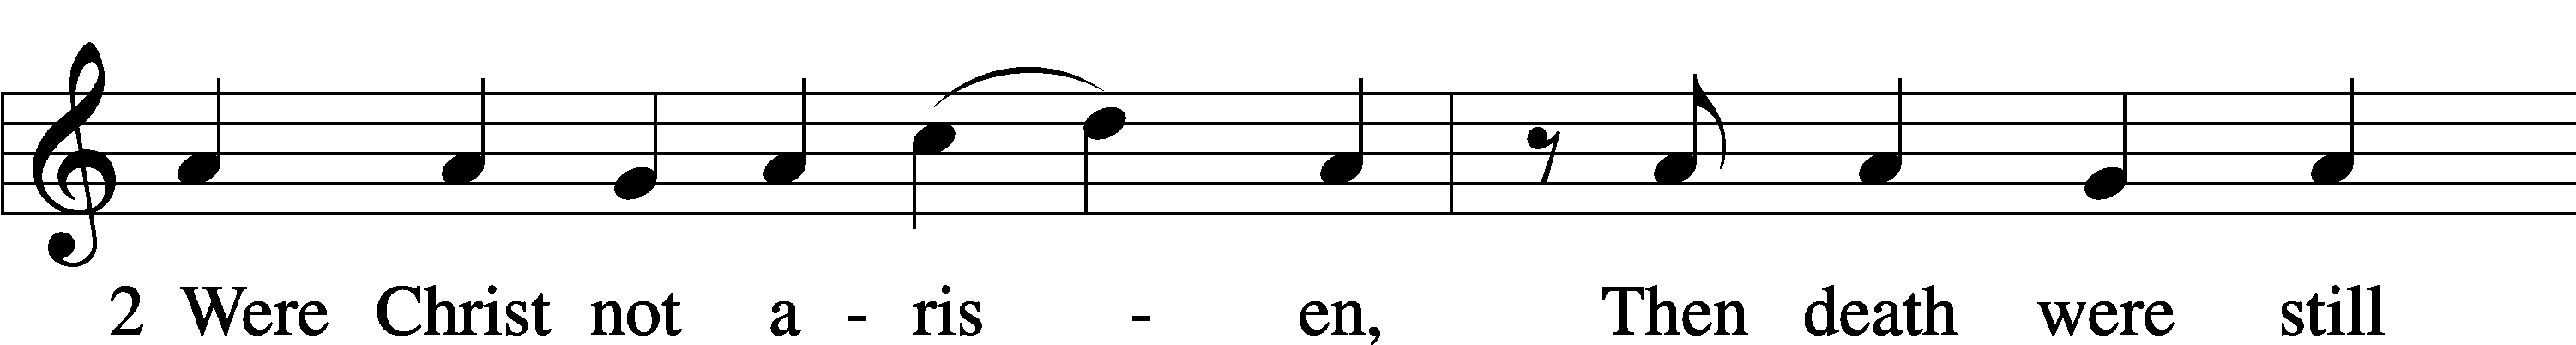 2 Were Christ not a - ris - en, Then death were still